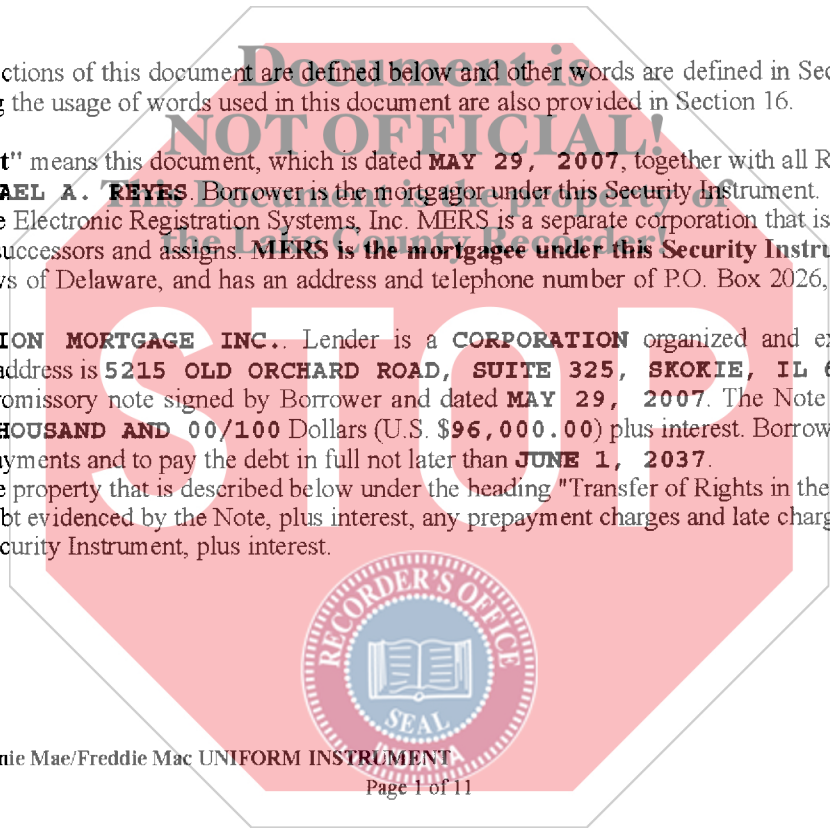 Document is
NOT OFFICIAL!
This Document is the property of
the Lake County Recorder!
STOP
ctions of this document are defined below and other words are defined in Sec
g the usage of words used in this document are also provided in Section 16.
t" means this document, which is dated MAY 29, 2007, together with all R
AEL A. REYES. Borrower is the mortgagor under this Security Instrument.
e Electronic Registration Systems, Inc. MERS is a separate corporation that is
successors and assigns. MERS is the mortgagee under this Security Instru
ws of Delaware, and has an address and telephone number of P.O. Box 2026,
ION MORTGAGE INC.. Lender is a CORPORATION organized and ex
address is 5215 OLD ORCHARD ROAD, SUITE 325, SKOKIE, IL 6
omissory note signed by Borrower and dated MAY 29, 2007. The Note
HOUSAND AND 00/100 Dollars (U.S. $96,000.00) plus interest. Borrow
yments and to pay the debt in full not later than JUNE 1, 2037.
e property that is described below under the heading "Transfer of Rights in the
bt evidenced by the Note, plus interest, any prepayment charges and late charg
curity Instrument, plus interest.
RECORDER'S OFFICE
SEAL
INDIANA
nie Mae/Freddie Mac UNIFORM INSTRUMENT
Page 1 of 11